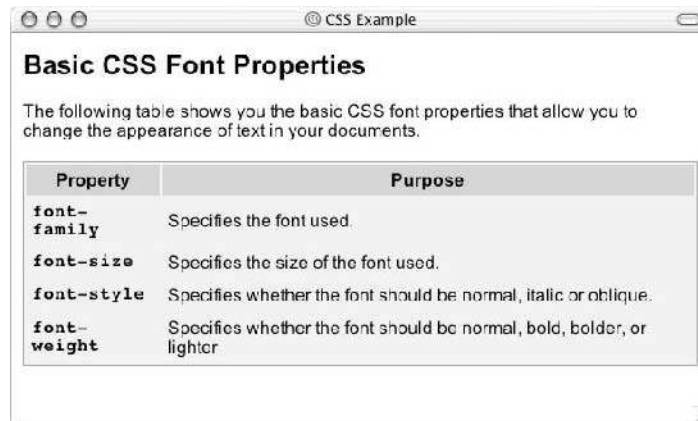 CSS Example
Basic CSS Font Properties
The following table shows you the basic CSS font properties that allow you to
change the appearance of text in your documents.
Property Purpose
font-
family
Specifies the font used.
font-size Specifies the size of the font used.
font-style Specifies whether the font should be normal, italic or oblique.
font-
weight
Specifies whether the font should be normal, bold, bolder, or
lighter